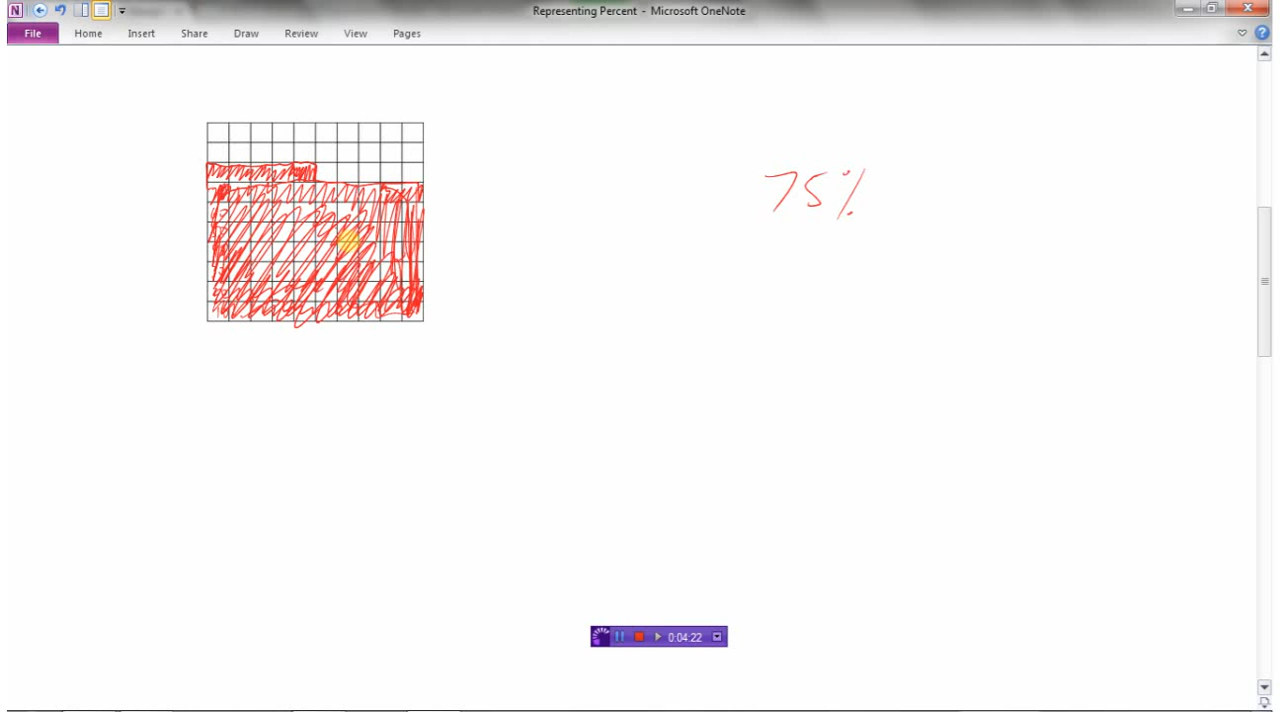 Representing Percent - Microsoft OneNote
File Home Insert Share Draw Review View Pages
75%
0:04:22